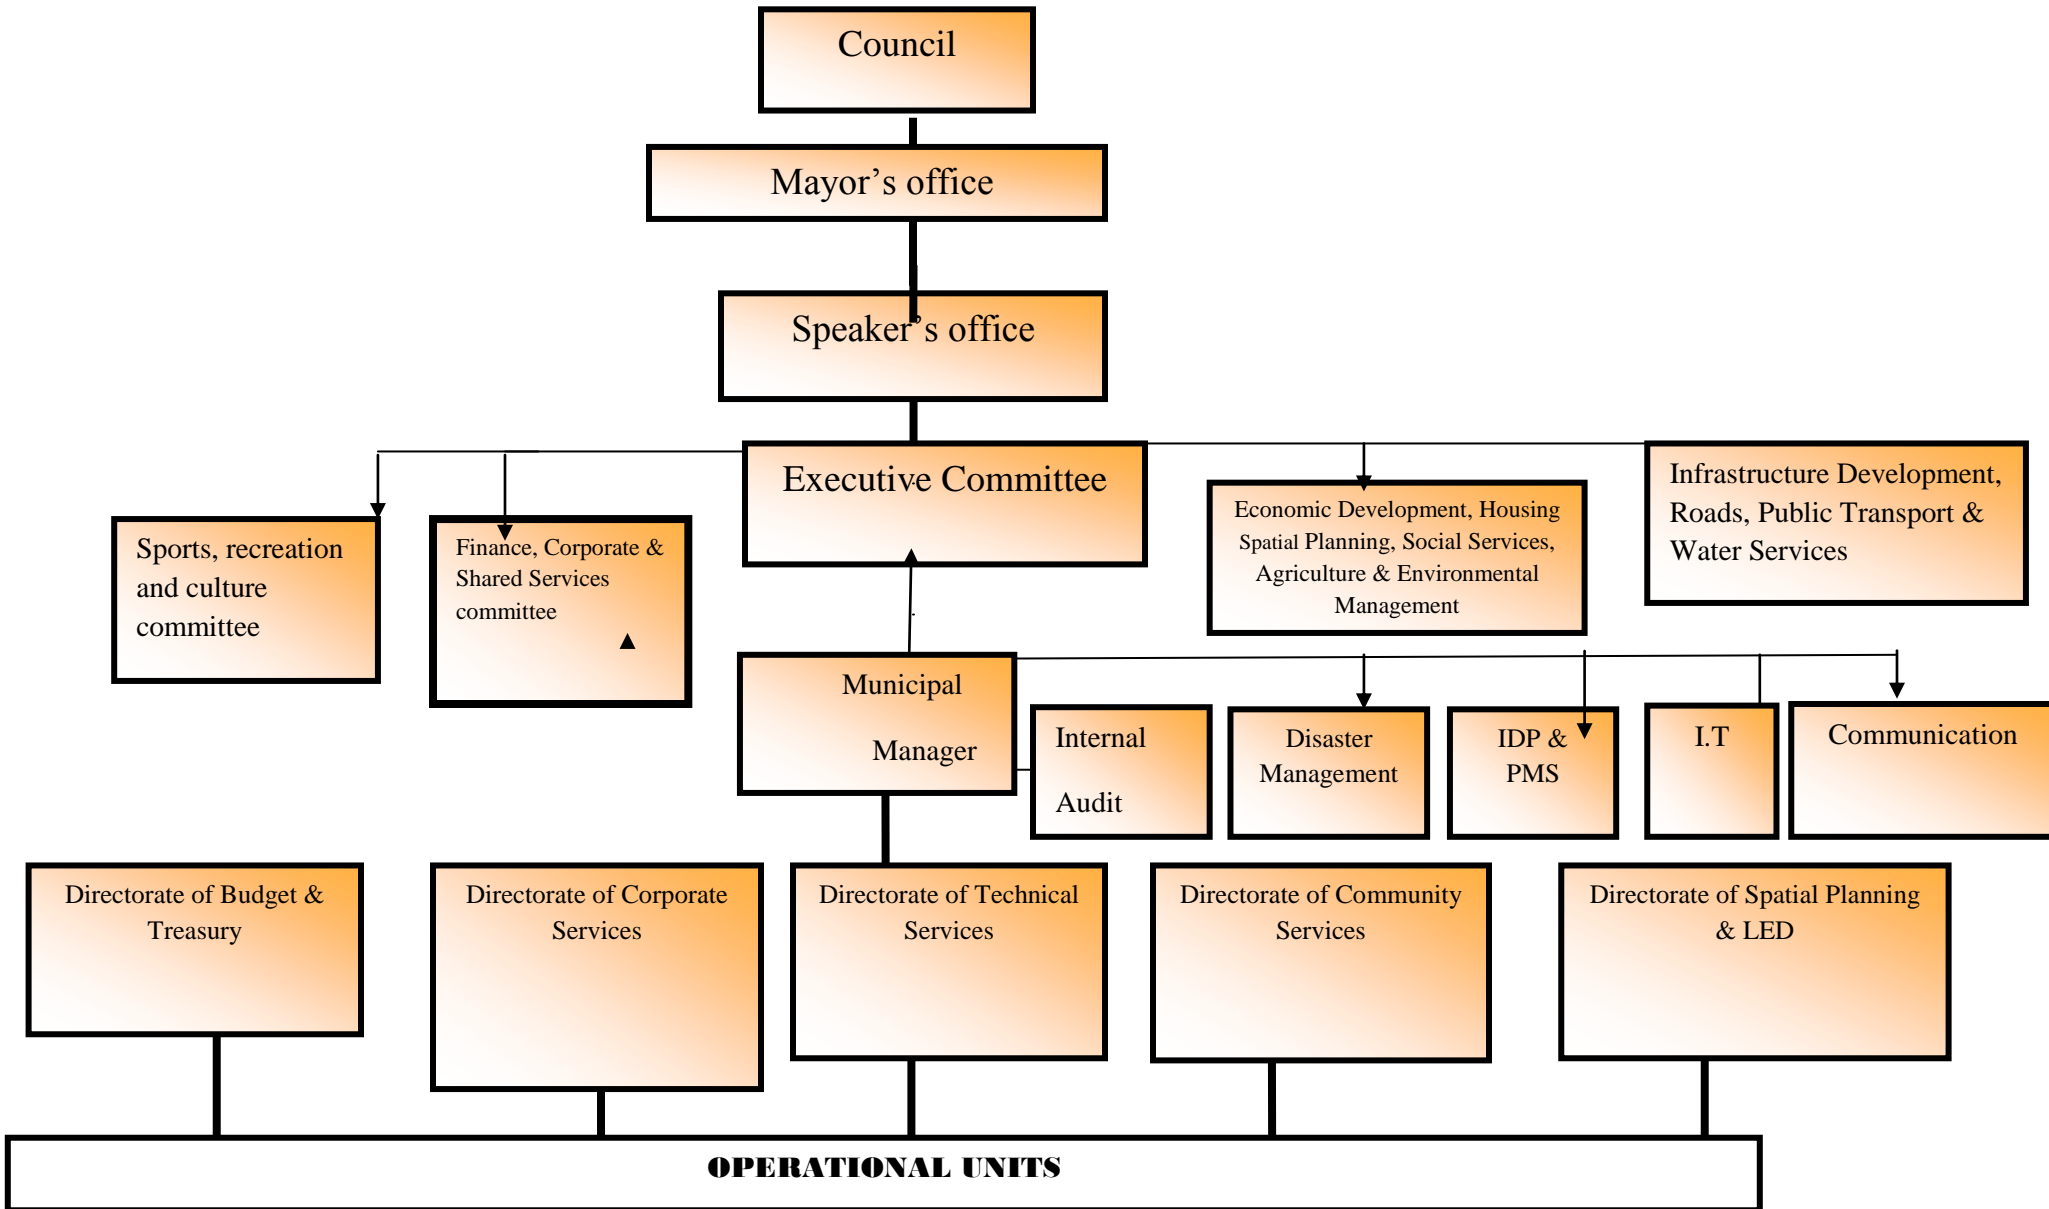 Council
Mayor’s office
Speaker’s office
Executive Committee
Sports, recreation
and culture
committee
Finance, Corporate &
Shared Services
committee
Economic Development, Housing
Spatial Planning, Social Services,
Agriculture & Environmental
Management
Infrastructure Development,
Roads, Public Transport &
Water Services
Municipal
Manager
Internal
Audit
Disaster
Management
IDP &
PMS
I.T
Communication
Directorate of Budget &
Treasury
Directorate of Corporate
Services
Directorate of Technical
Services
Directorate of Community
Services
Directorate of Spatial Planning
& LED
OPERATIONAL UNITS